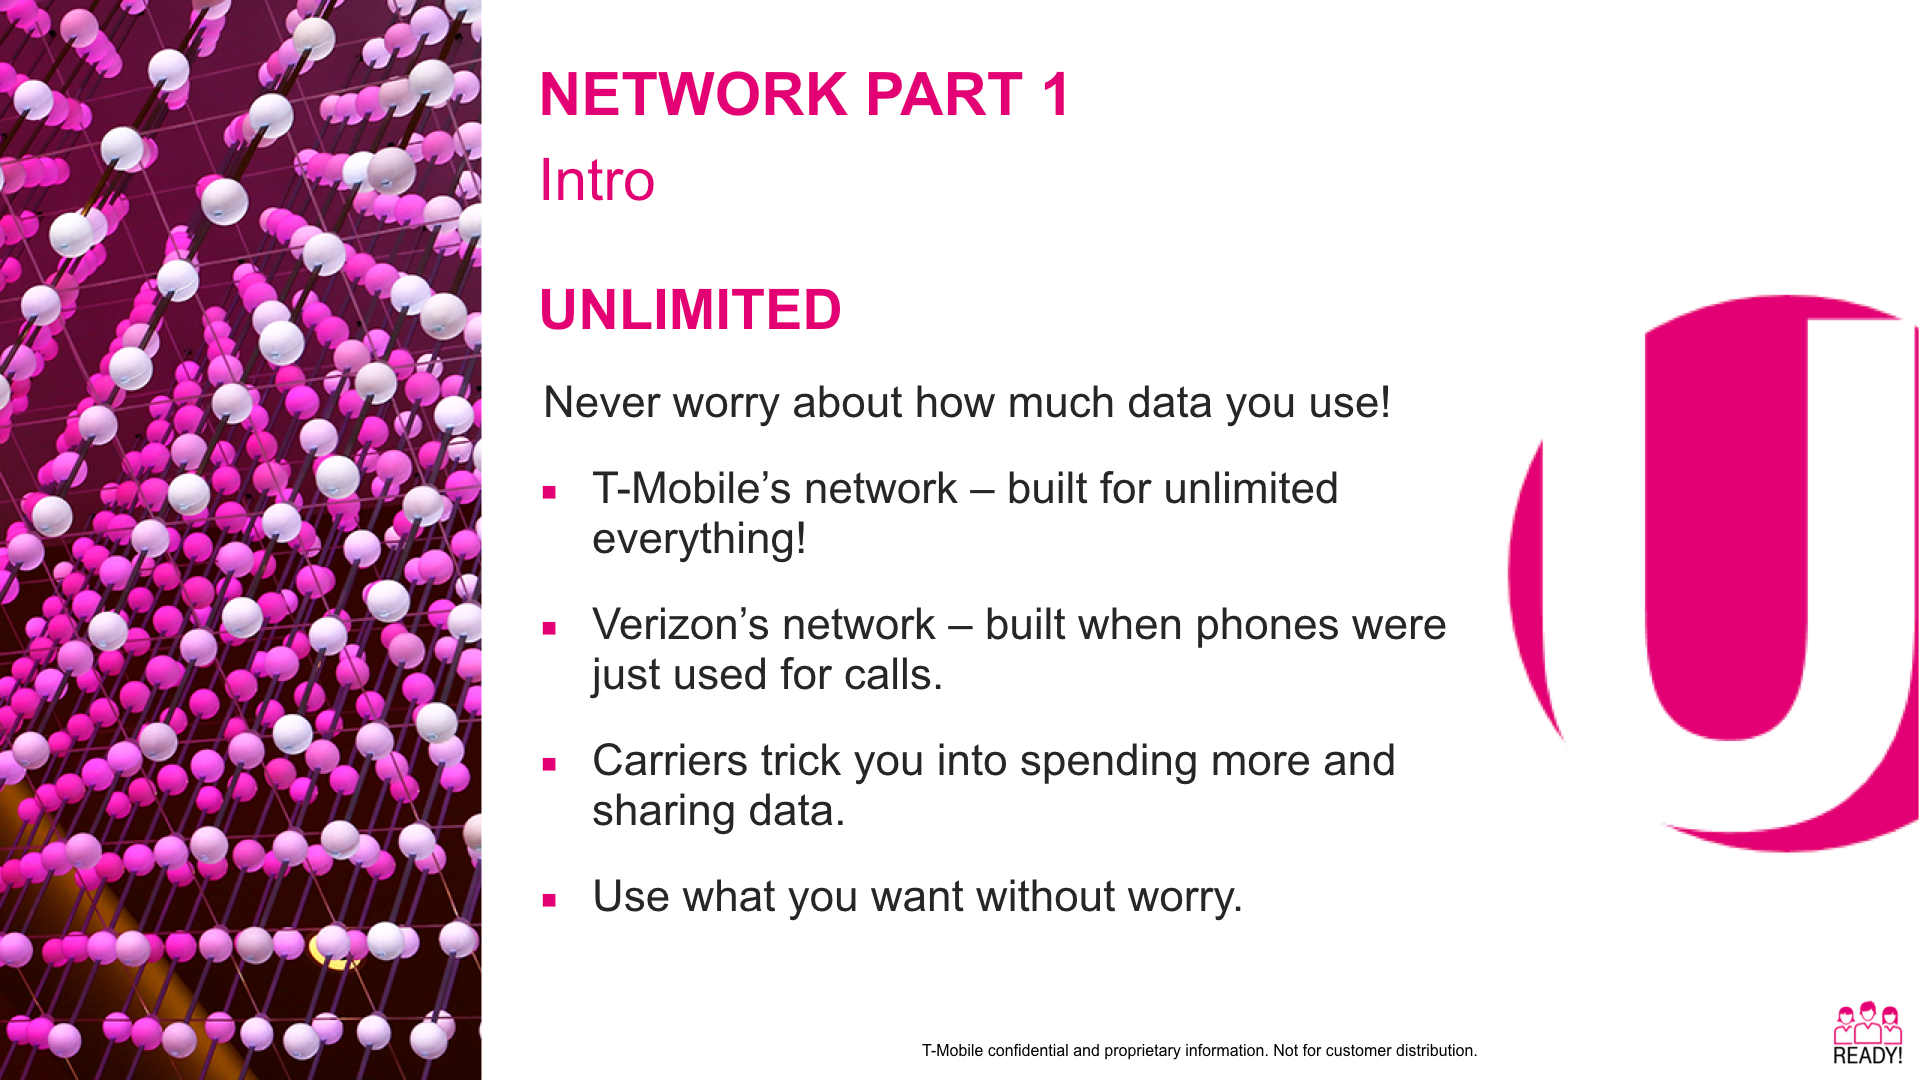 NETWORK PART 1
Intro
UNLIMITED
Never worry about how much data you use!
T-Mobile’s network – built for unlimited
everything!
Verizon’s network – built when phones were
just used for calls.
Carriers trick you into spending more and
sharing data.
Use what you want without worry.
U
T-Mobile confidential and proprietary information. Not for customer distribution.
READY!